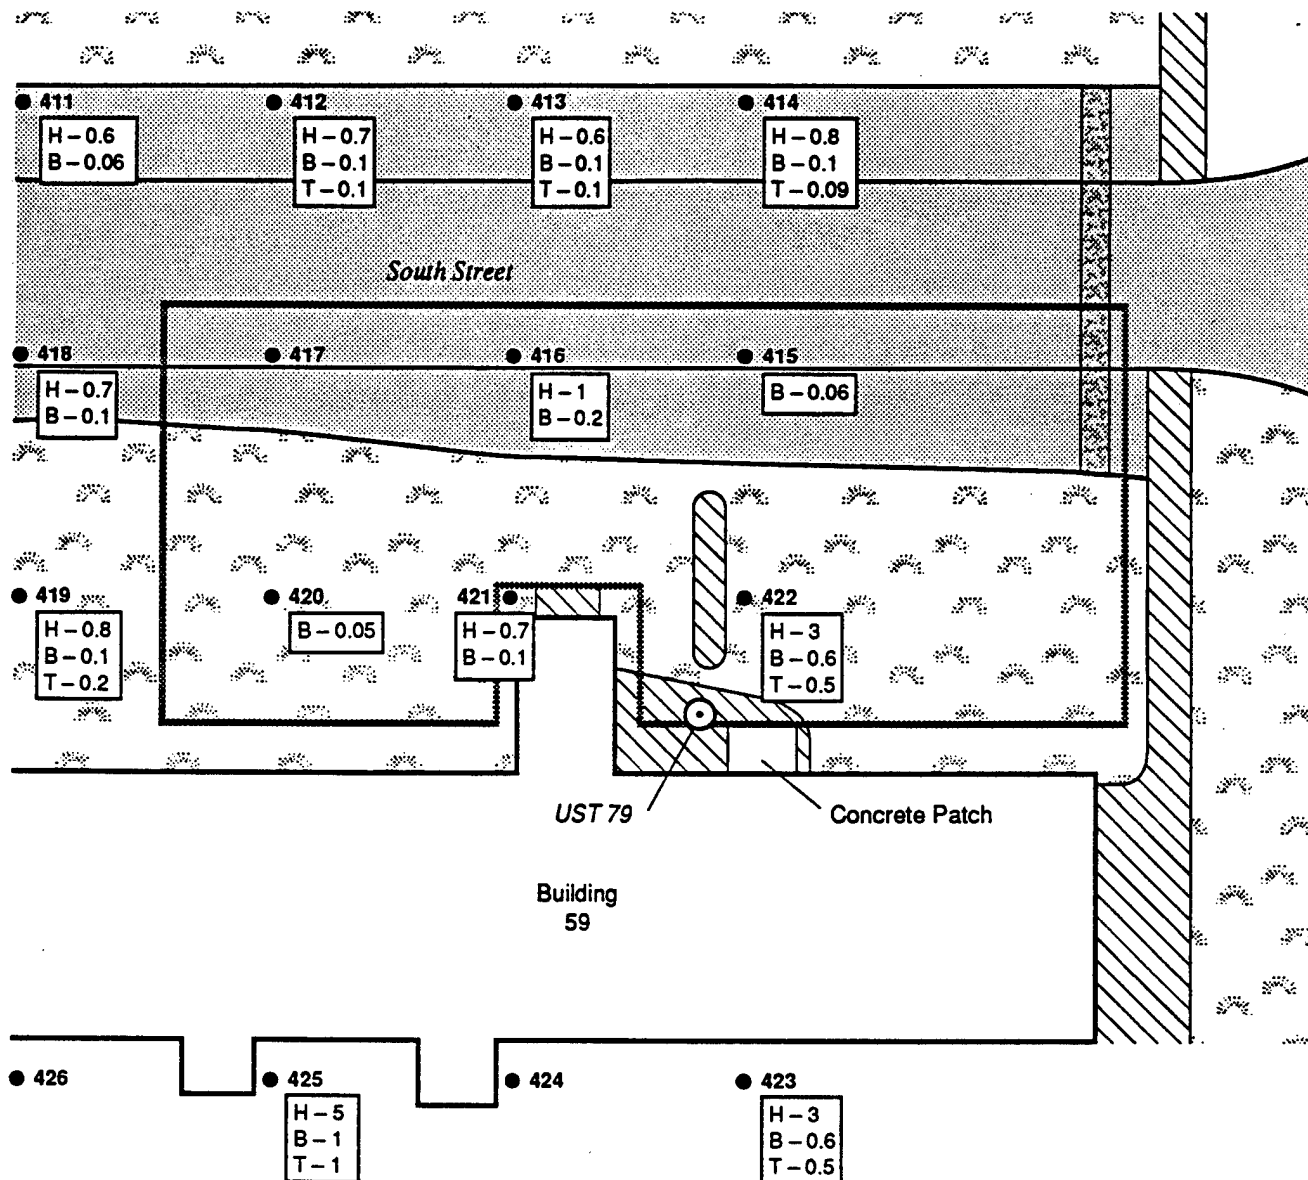 411
412
413
414
H – 0.6
B – 0.06
H – 0.7
B – 0.1
T – 0.1
H – 0.6
B – 0.1
T – 0.1
H – 0.8
B – 0.1
T – 0.09
South Street
418
417
416
415
H – 0.7
B – 0.1
H – 1
B – 0.2
B – 0.06
419
420
421
422
H – 0.8
B – 0.1
T – 0.2
B – 0.05
H – 0.7
B – 0.1
H – 3
B – 0.6
T – 0.5
UST 79
Concrete Patch
Building
59
426
425
424
423
H – 5
B – 1
T – 1
H – 3
B – 0.6
T – 0.5